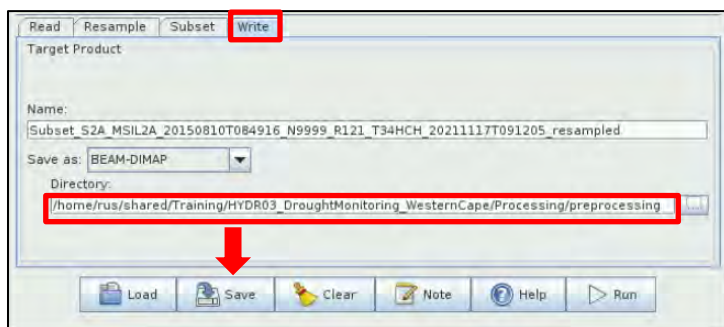 Read Resample Subset Write
Target Product
Name:
Subset_S2A_MSIL2A_20150810T084916_N9999_R121_T34HCH_20211117T091205_resampled
Save as: BEAM-DIMAP
Directory:
/home/rus/shared/Training/HYDR03_DroughtMonitoring_WesternCape/Processing/preprocessing ...
Load Save Clear Note Help Run